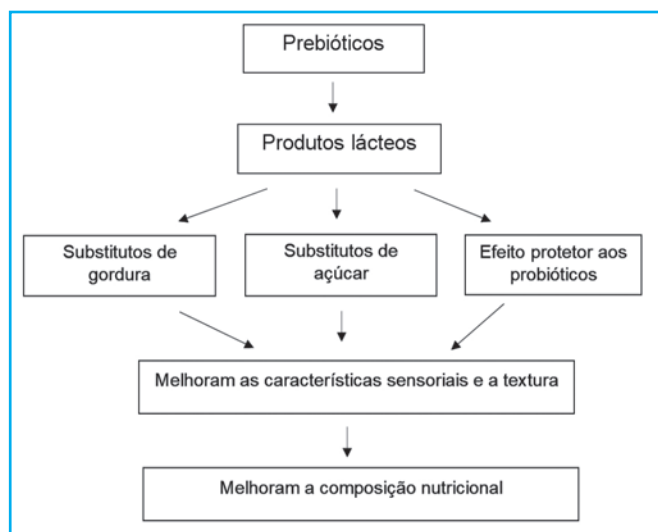 Prebióticos
Produtos lácteos
Substitutos de
gordura
Substitutos de
açúcar
Efeito protetor aos
probióticos
Melhoram as características sensoriais e a textura
Melhoram a composição nutricional